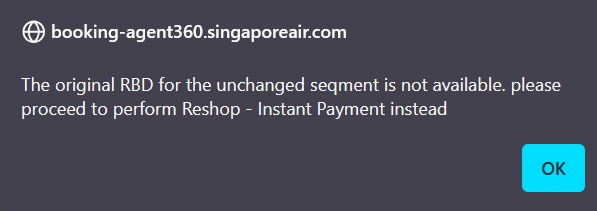 booking-agent360.singaporeair.com
The original RBD for the unchanged seqment is not available. please
proceed to perform Reshop - Instant Payment instead
OK